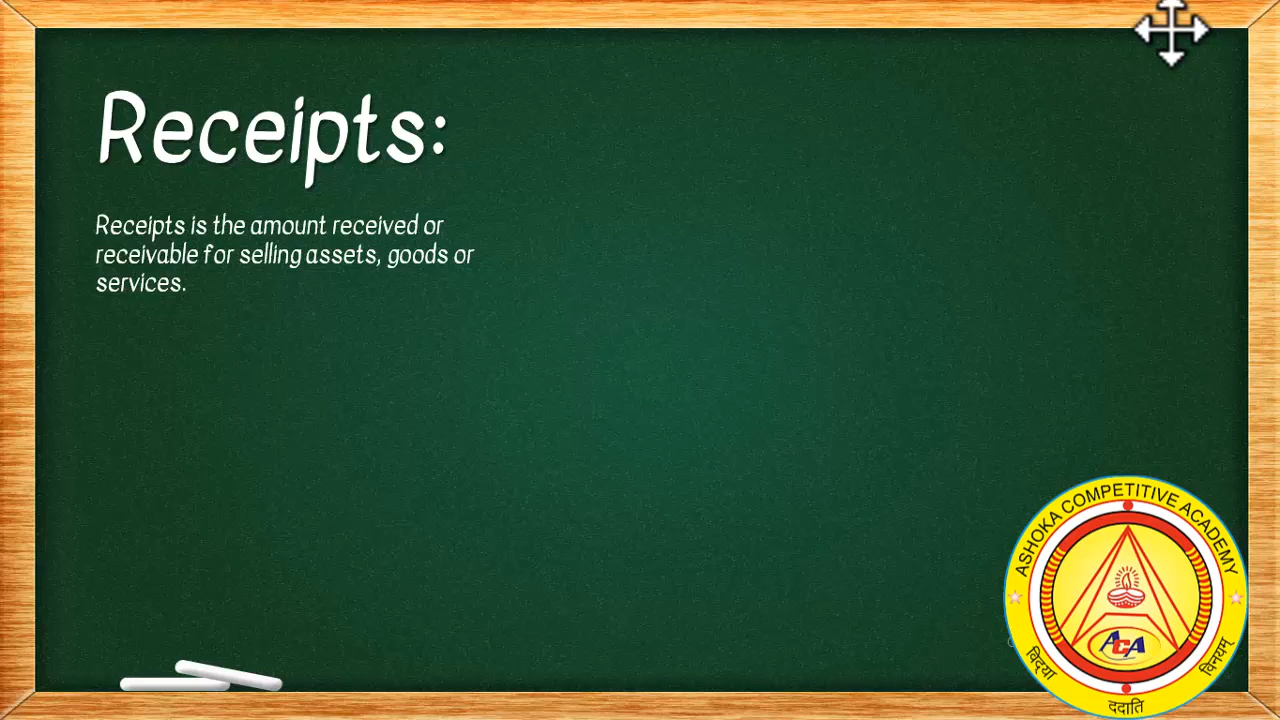 Receipts:
Receipts is the amount received or
receivable for selling assets, goods or
services.
ASHOKA COMPETITIVE ACADEMY
ACA
विद्या ददाति विनयम्